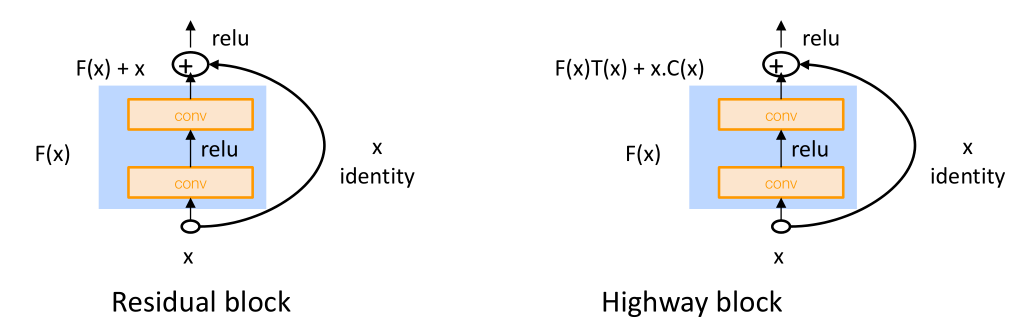 relu
F(x) + x
conv
relu
F(x)
conv
x
identity
x
Residual block
relu
F(x)T(x) + x.C(x)
conv
relu
F(x)
conv
x
identity
x
Highway block